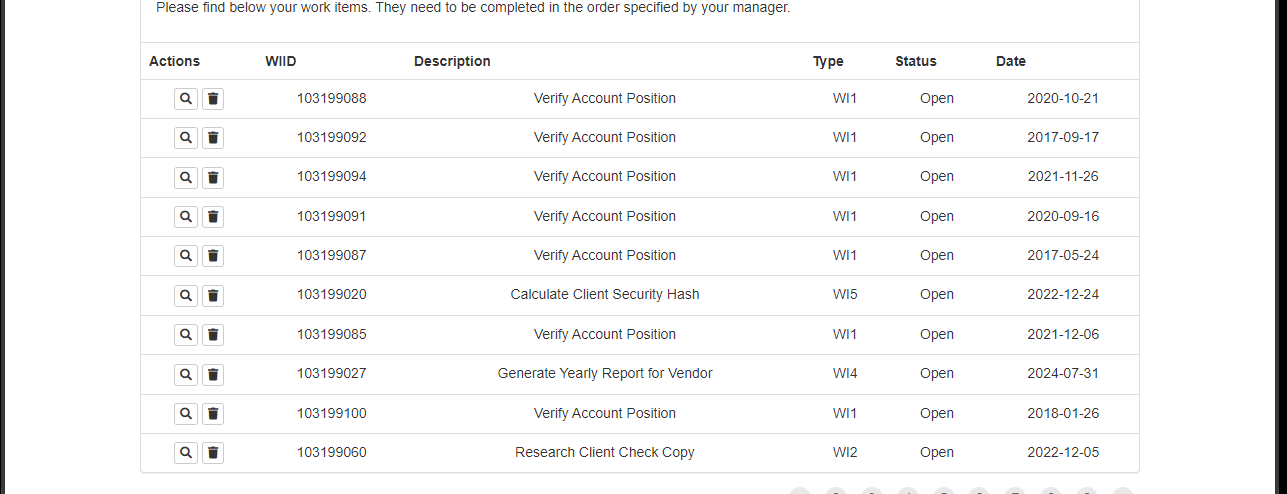 Please find below your work items. They need to be completed in the order specified by your manager.
Actions WIID Description Type Status Date
103199088 Verify Account Position WI1 Open 2020-10-21
103199092 Verify Account Position WI1 Open 2017-09-17
103199094 Verify Account Position WI1 Open 2021-11-26
103199091 Verify Account Position WI1 Open 2020-09-16
103199087 Verify Account Position WI1 Open 2017-05-24
103199020 Calculate Client Security Hash WI5 Open 2022-12-24
103199085 Verify Account Position WI1 Open 2021-12-06
103199027 Generate Yearly Report for Vendor WI4 Open 2024-07-31
103199100 Verify Account Position WI1 Open 2018-01-26
103199060 Research Client Check Copy WI2 Open 2022-12-05